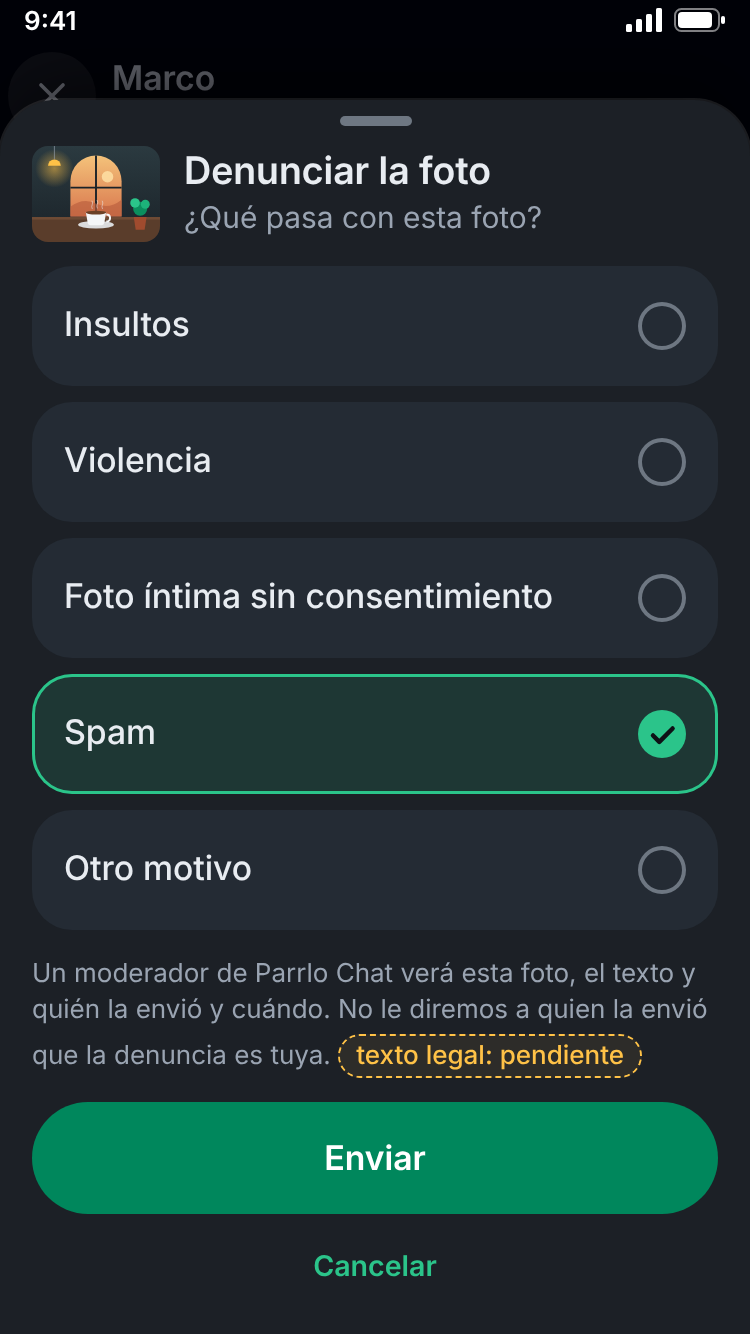 9:41
Marco
Denunciar la foto
¿Qué pasa con esta foto?
Insultos
Violencia
Foto íntima sin consentimiento
Spam
Otro motivo
Un moderador de Parrlo Chat verá esta foto, el texto y
quién la envió y cuándo. No le diremos a quien la envió
que la denuncia es tuya. texto legal: pendiente
Enviar
Cancelar